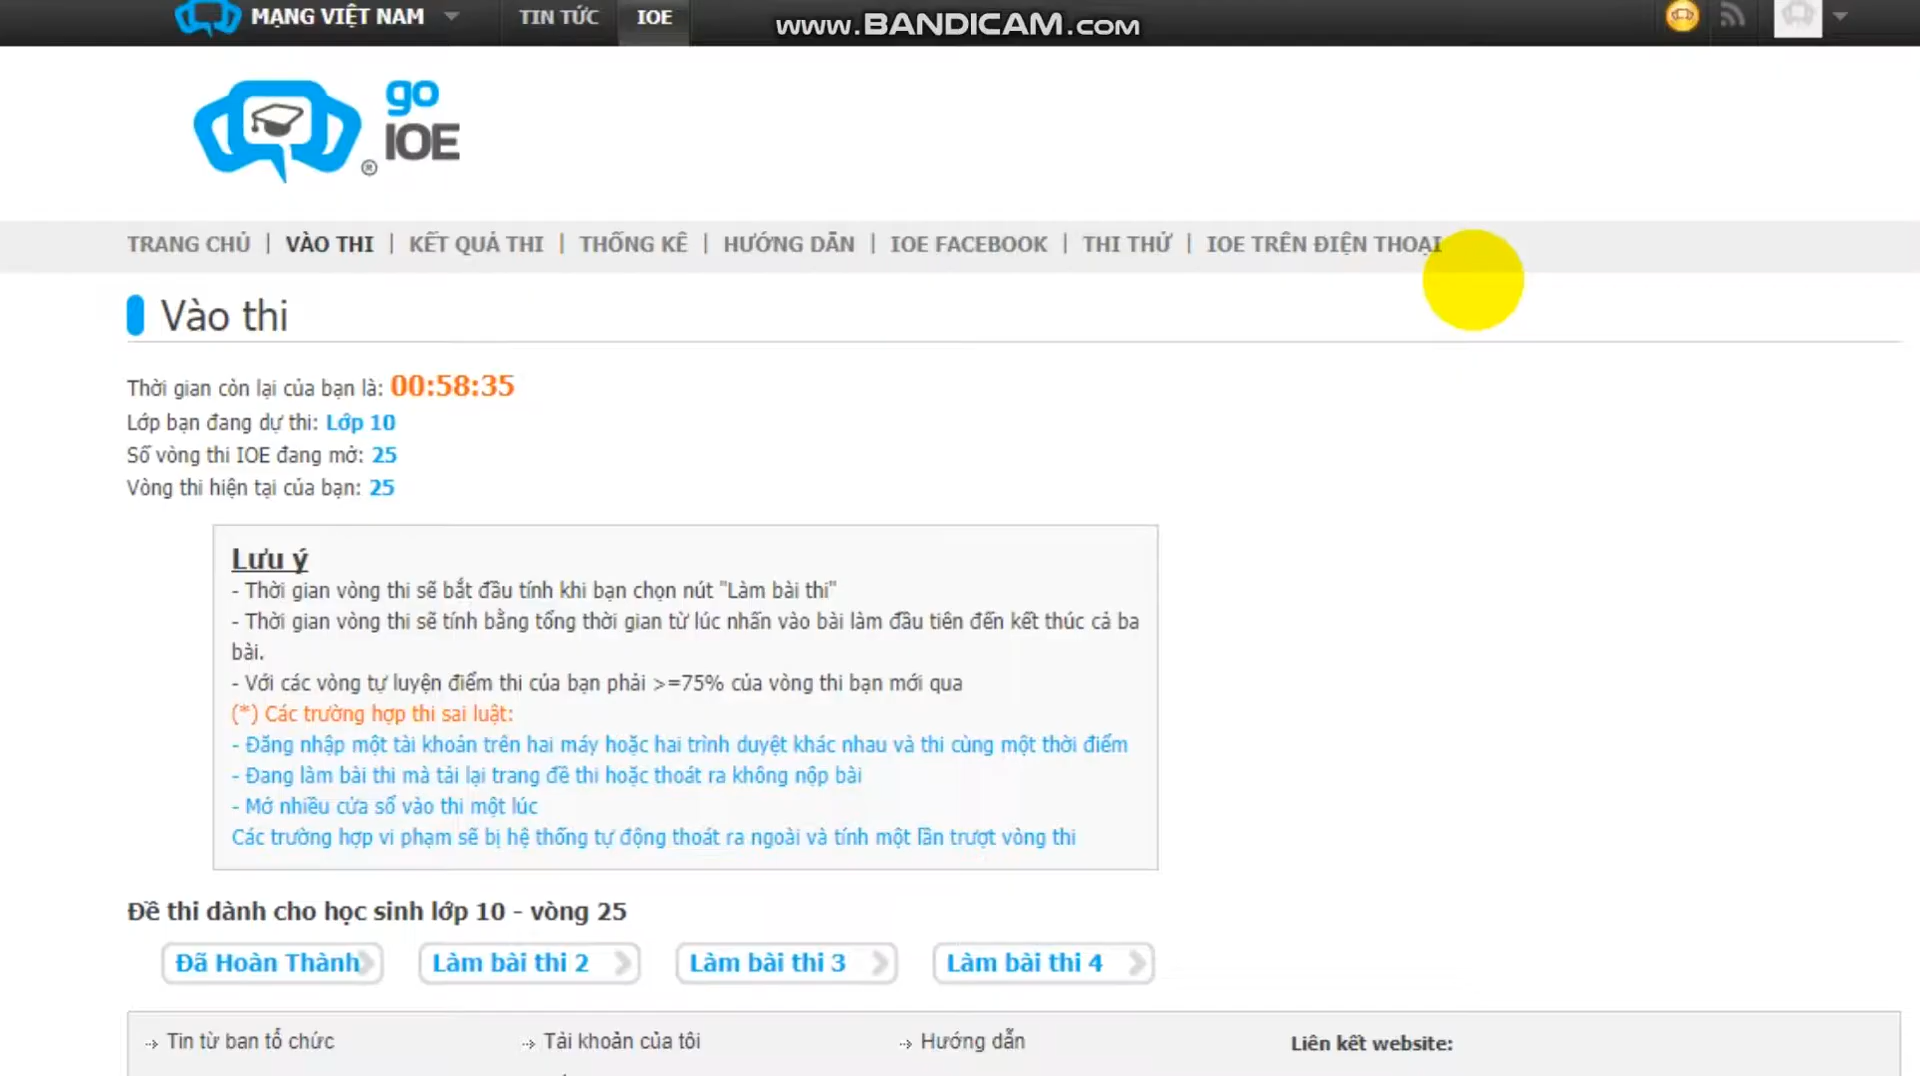 MẠNG VIỆT NAM TIN TỨC IOE www.BANDICAM.com
go
IOE
®
TRANG CHỦ | VÀO THI | KẾT QUẢ THI | THỐNG KÊ | HƯỚNG DẪN | IOE FACEBOOK | THI THỬ | IOE TRÊN ĐIỆN THOẠI
Vào thi
Thời gian còn lại của bạn là: 00:58:35
Lớp bạn đang dự thi: Lớp 10
Số vòng thi IOE đang mở: 25
Vòng thi hiện tại của bạn: 25
Lưu ý
- Thời gian vòng thi sẽ bắt đầu tính khi bạn chọn nút "Làm bài thi"
- Thời gian vòng thi sẽ tính bằng tổng thời gian từ lúc nhấn vào bài làm đầu tiên đến kết thúc cả ba
bài.
- Với các vòng tự luyện điểm thi của bạn phải >=75% của vòng thi bạn mới qua
(*) Các trường hợp thi sai luật:
- Đăng nhập một tài khoản trên hai máy hoặc hai trình duyệt khác nhau và thi cùng một thời điểm
- Đang làm bài thi mà tải lại trang đề thi hoặc thoát ra không nộp bài
- Mở nhiều cửa sổ vào thi một lúc
Các trường hợp vi phạm sẽ bị hệ thống tự động thoát ra ngoài và tính một lần trượt vòng thi
Đề thi dành cho học sinh lớp 10 - vòng 25
Đã Hoàn Thành Làm bài thi 2 Làm bài thi 3 Làm bài thi 4
Tin từ ban tổ chức Tài khoản của tôi Hướng dẫn Liên kết website: